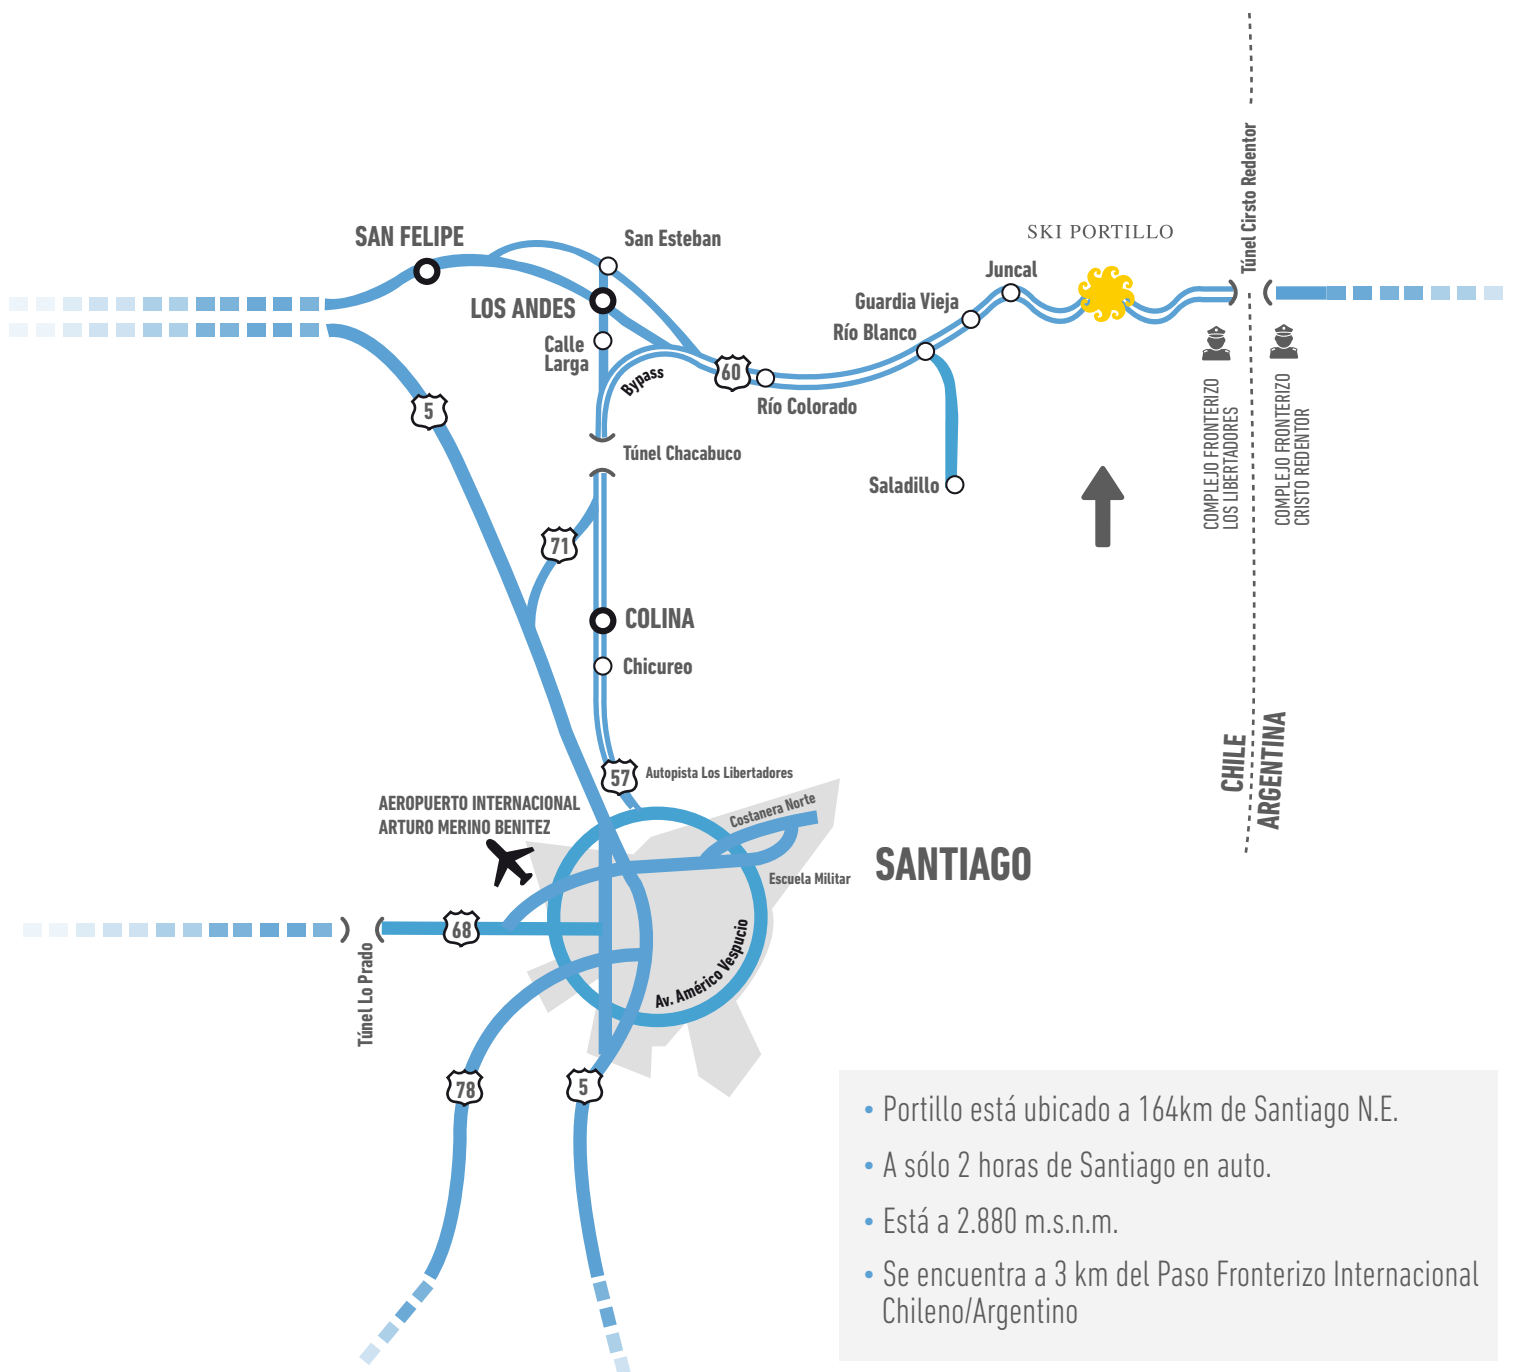 Túnel Cirsto Redentor
SKI PORTILLO
SAN FELIPE
San Esteban
Juncal
LOS ANDES
Guardia Vieja
Río Blanco
Calle
Larga
Bypass
60
Río Colorado
5
Túnel Chacabuco
Saladillo
COMPLEJO FRONTERIZO
LOS LIBERTADORES
COMPLEJO FRONTERIZO
CRISTO REDENTOR
71
COLINA
Chicureo
CHILE
ARGENTINA
57
Autopista Los Libertadores
AEROPUERTO INTERNACIONAL
ARTURO MERINO BENITEZ
Costanera Norte
SANTIAGO
Escuela Militar
68
Túnel Lo Prado
Av. Américo Vespucio
78
5
• Portillo está ubicado a 164km de Santiago N.E.
• A sólo 2 horas de Santiago en auto.
• Está a 2.880 m.s.n.m.
• Se encuentra a 3 km del Paso Fronterizo Internacional
Chileno/Argentino